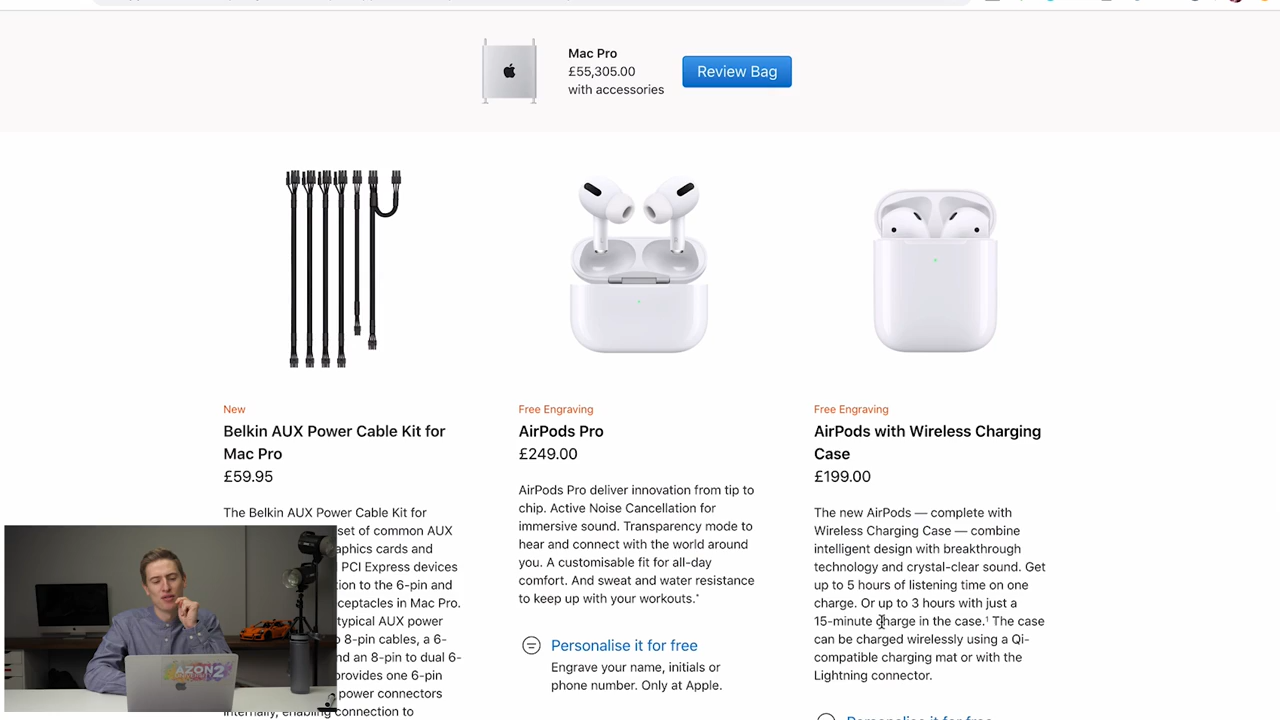 Mac Pro
£55,305.00
with accessories
Review Bag
New
Belkin AUX Power Cable Kit for
Mac Pro
£59.95
The Belkin AUX Power Cable Kit for
set of common AUX
aphics cards and
PCI Express devices
ion to the 6-pin and
ceptacles in Mac Pro.
typical AUX power
8-pin cables, a 6-
nd an 8-pin to dual 6-
provides one 6-pin
power connectors
internally, enabling connection to
Free Engraving
AirPods Pro
£249.00
AirPods Pro deliver innovation from tip to
chip. Active Noise Cancellation for
immersive sound. Transparency mode to
hear and connect with the world around
you. A customisable fit for all-day
comfort. And sweat and water resistance
to keep up with your workouts.*
Personalise it for free
Engrave your name, initials or
phone number. Only at Apple.
Free Engraving
AirPods with Wireless Charging
Case
£199.00
The new AirPods — complete with
Wireless Charging Case — combine
intelligent design with breakthrough
technology and crystal-clear sound. Get
up to 5 hours of listening time on one
charge. Or up to 3 hours with just a
15-minute charge in the case.¹ The case
can be charged wirelessly using a Qi-
compatible charging mat or with the
Lightning connector.
Personalise it for free
AZON2